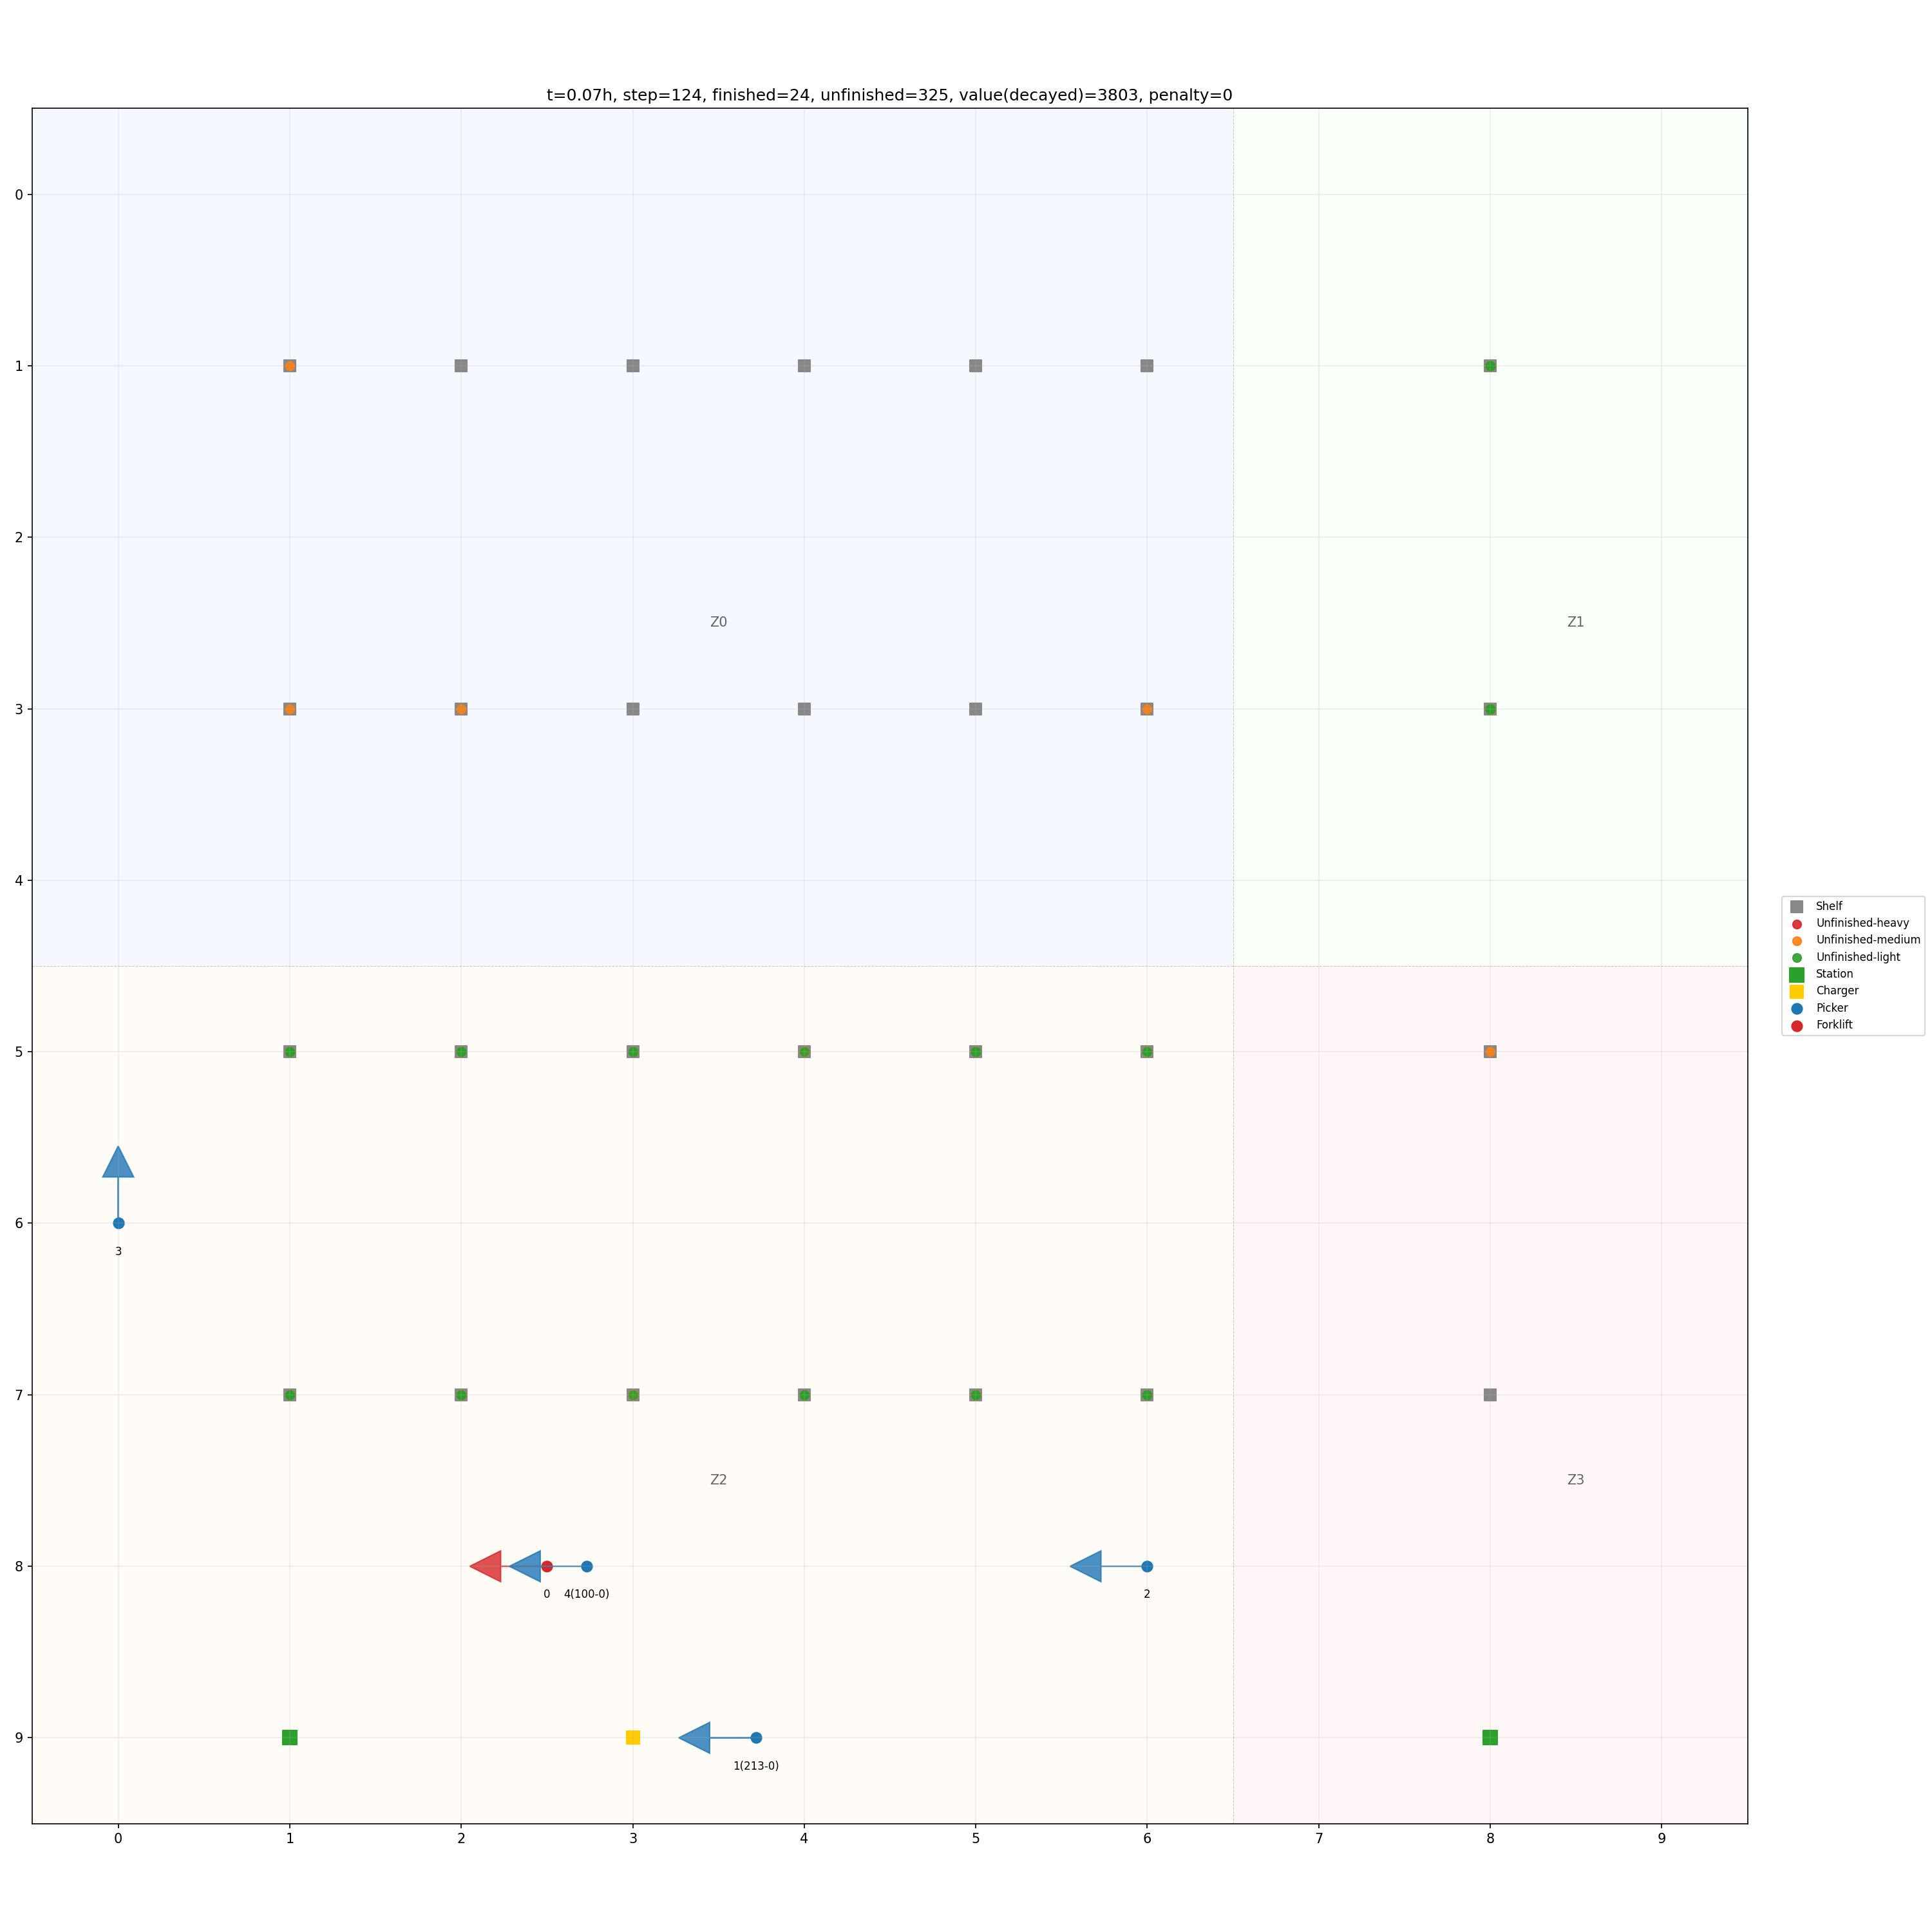 t=0.07h, step=124, finished=24, unfinished=325, value(decayed)=3803, penalty=0
0
1
2
Z0
Z1
3
4
Shelf
Unfinished-heavy
Unfinished-medium
Unfinished-light
Station
Charger
Picker
Forklift
5
6
3
7
Z2
Z3
8
0
4(100-0)
2
9
1(213-0)
0
1
2
3
4
5
6
7
8
9